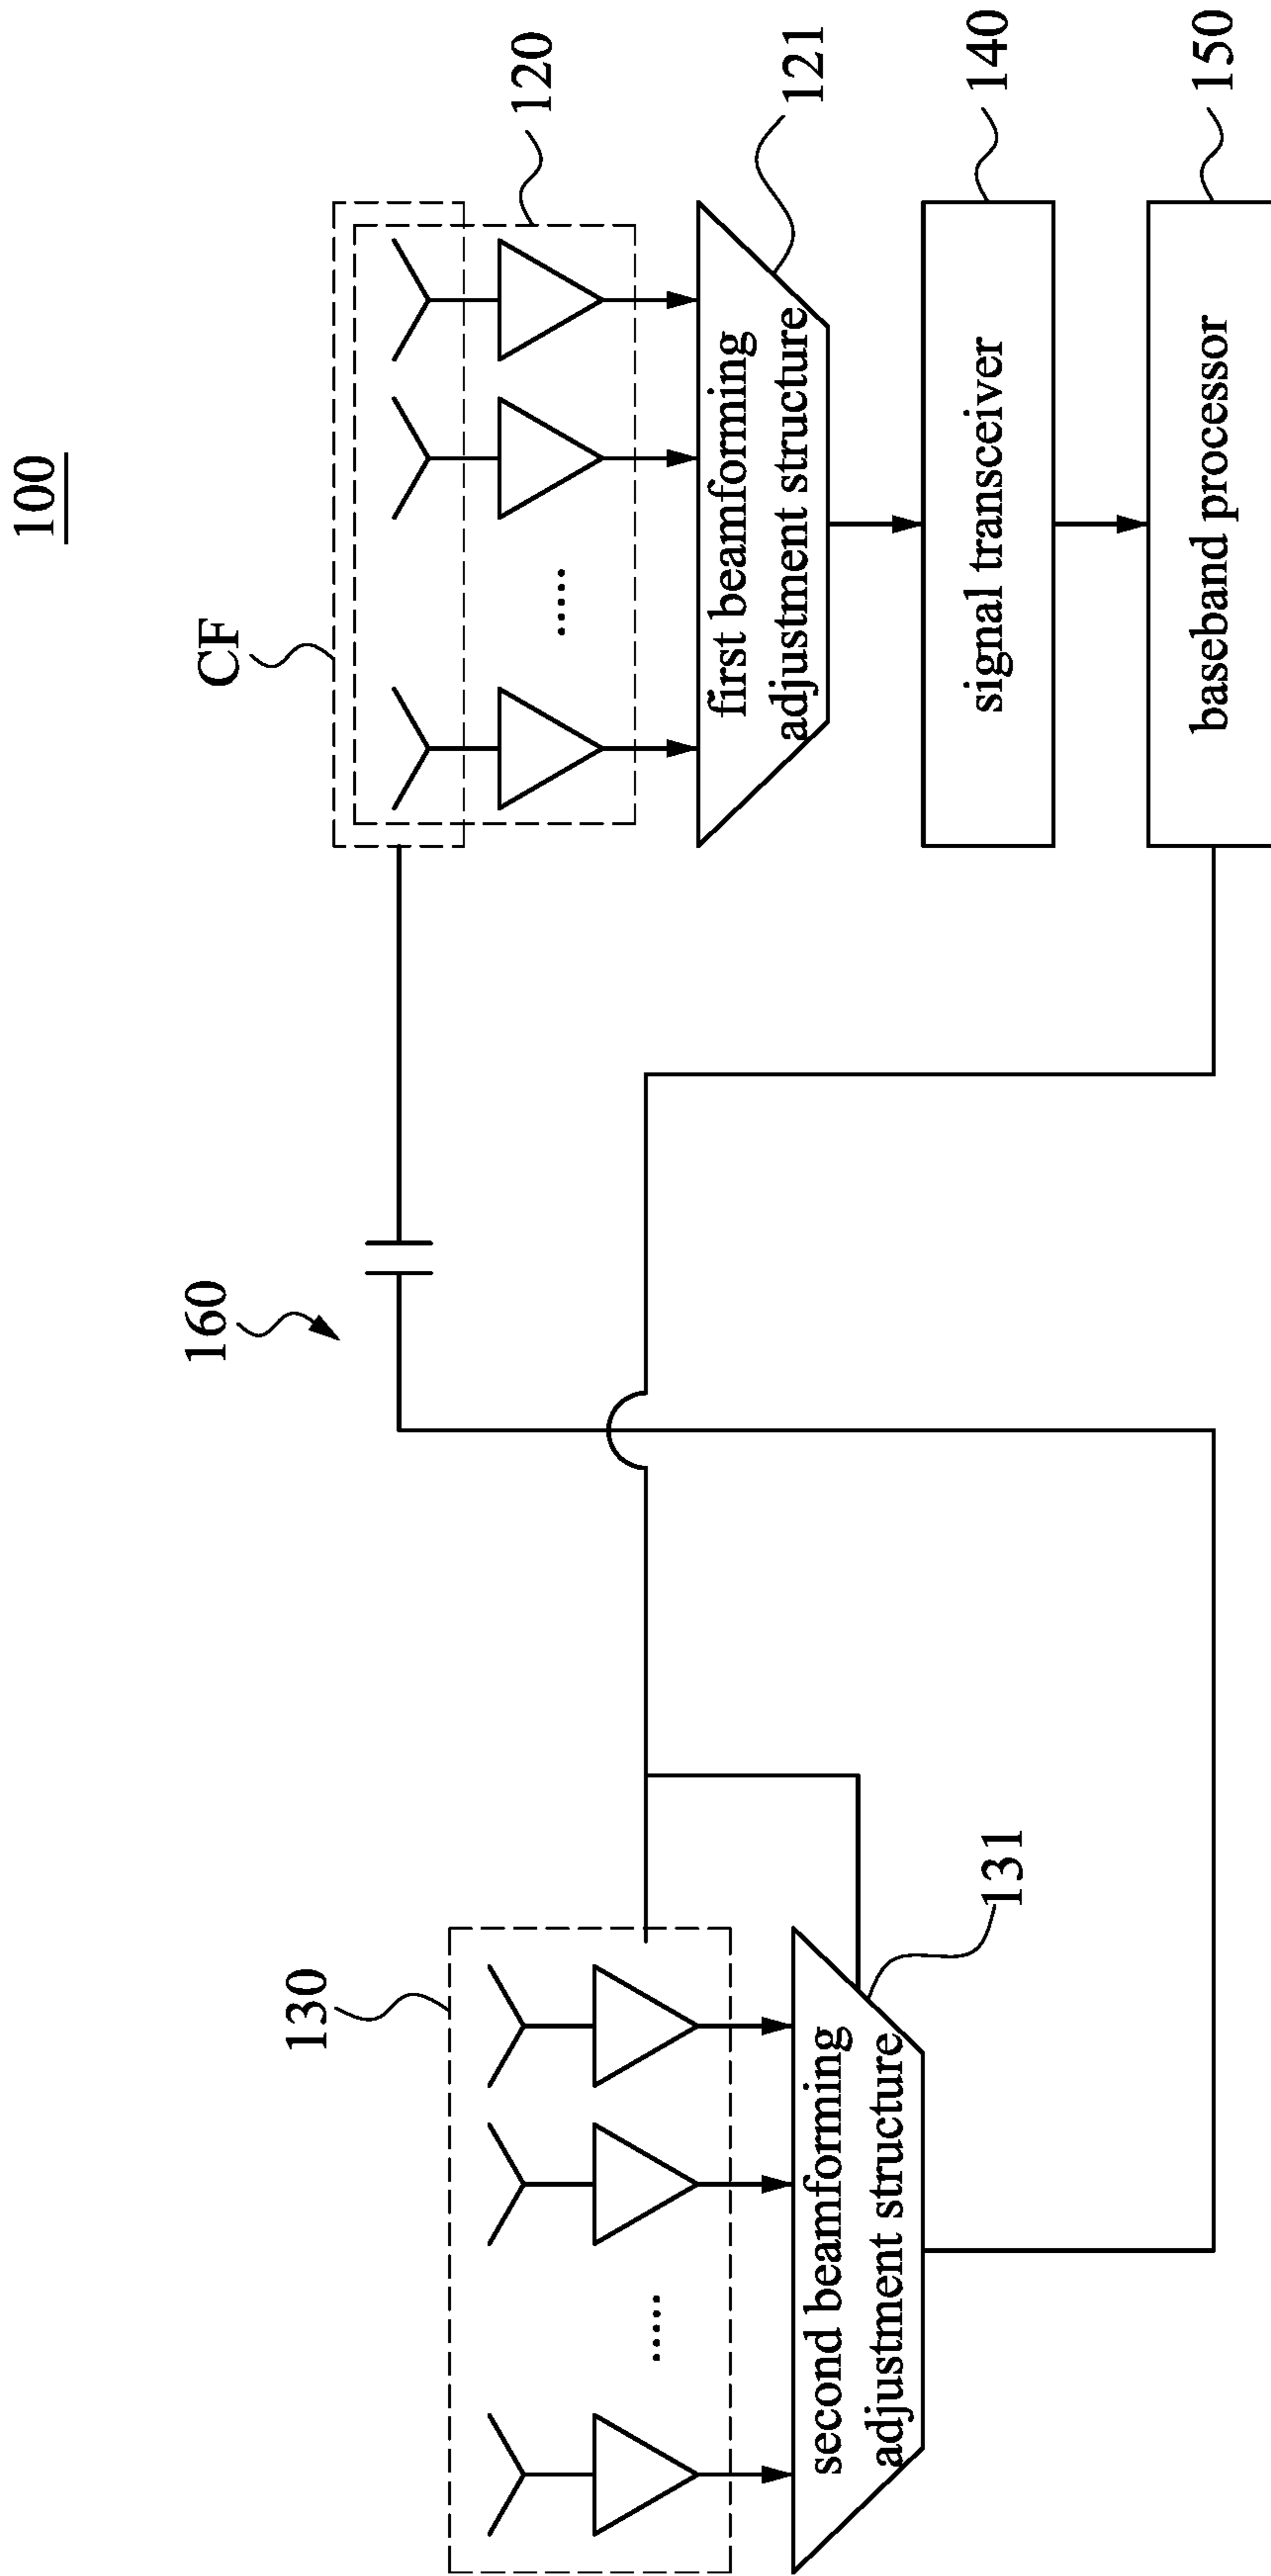 100
CF
120
first beamforming
adjustment structure
121
signal transceiver
140
baseband processor
150
160
130
.....
.....
second beamforming
adjustment structure
131